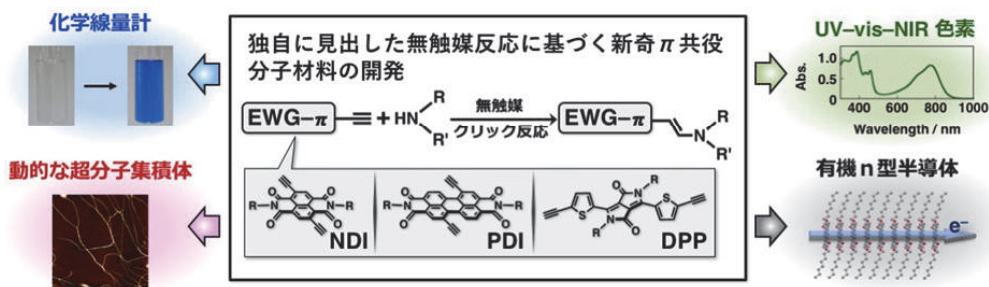 化学線量計
動的な超分子集積体
独自に見出した無触媒反応に基づく新奇π共役
分子材料の開発
EWG–π
+
HN
R
R'
無触媒
クリック反応
EWG–π
N
R
R'
R–N
O
O
O
O
N–R
NDI
R–N
O
O
O
O
N–R
PDI
S
O
N
R
R
N
O
S
DPP
UV–vis–NIR 色素
Abs.
1.0
0.5
0
400
600
800
1000
Wavelength / nm
有機 n 型半導体
e–